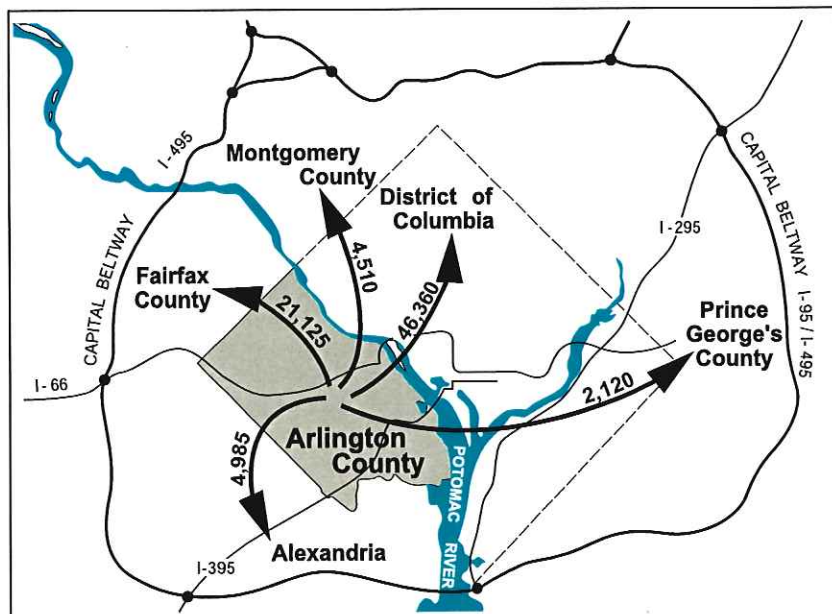 I-495
Montgomery
County
District of
Columbia
CAPITAL BELTWAY
I-295
4,510
Fairfax
County
21,125
46,360
CAPITAL BELTWAY I-95 / I-495
Prince
George's
County
I-66
2,120
Arlington
County
4,985
POTOMAC RIVER
Alexandria
I-395